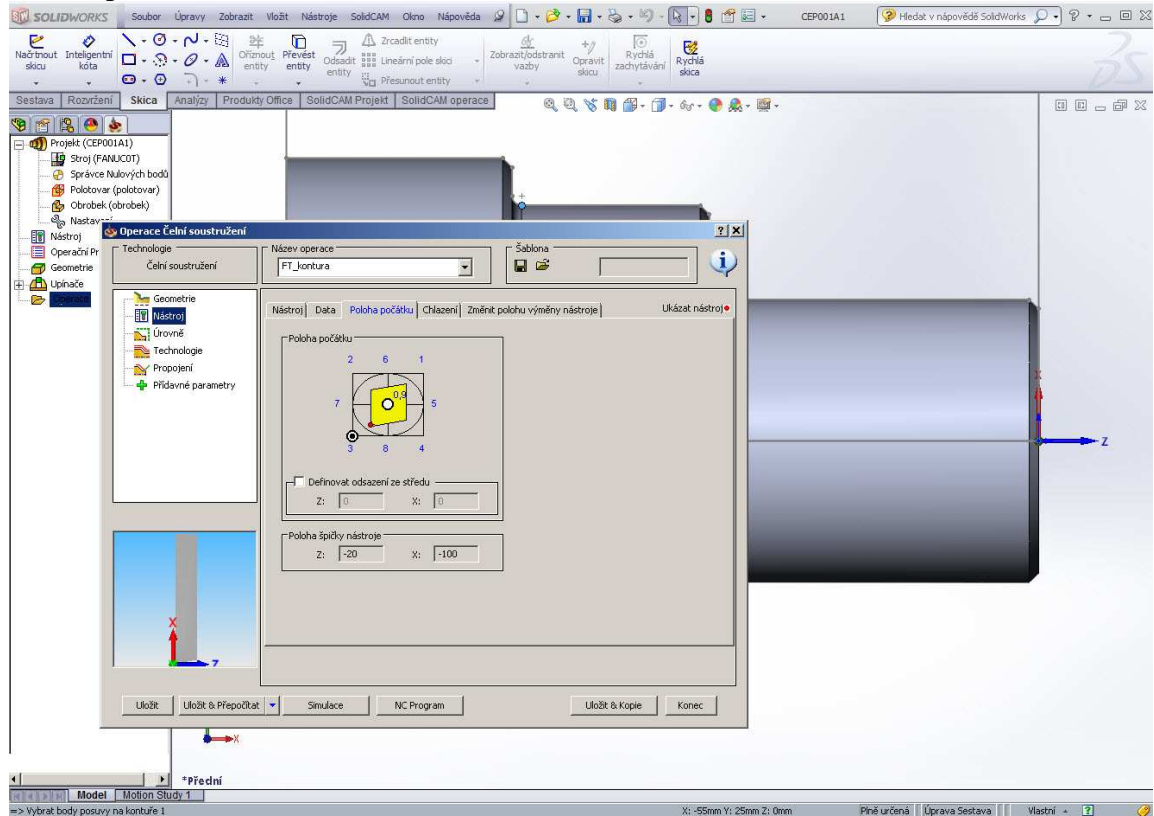 SOLIDWORKS Soubor Úpravy Zobrazit Vložit Nástroje SolidCAM Okno Nápověda CEP001A1 Hledat v nápovědě SolidWorks
Načrtnout skicu
Inteligentní kóta
Oříznout entity
Převést entity
Odsadit entity
Zrcadlit entity
Lineární pole skici
Přesunout entity
Zobrazit/odstranit vazby
Opravit skicu
Rychlá zachytávání
Rychlá skica
Sestava Rozvržení Skica Analýzy Produkty Office SolidCAM Projekt SolidCAM operace
Projekt (CEP001A1)
Stroj (FANUC0T)
Správce Nulových bodů
Polotovar (polotovar)
Obrobek (obrobek)
Nastavení
Nástroj
Operační Pr
Geometrie
Upínače
Operace
Operace Čelní soustružení
Technologie
Čelní soustružení
Název operace
FT_kontura
Šablona
Geometrie
Nástroj
Úrovně
Technologie
Propojení
Přídavné parametry
Nástroj Data Poloha počátku Chlazení Změnit polohu výměny nástroje Ukázat nástroj
Poloha počátku
2 6 1
7 0,9 5
3 8 4
Definovat odsazení ze středu
Z: 0 X: 0
Poloha špičky nástroje
Z: -20 X: -100
X
Z
Uložit Uložit & Přepočítat Simulace NC Program Uložit & Kopie Konec
X
Z
X
*Přední
Model Motion Study 1
=> Vybrat body posuvy na kontuře 1 X: -55mm Y: 25mm Z: 0mm Plně určená Úprava Sestava Vlastní